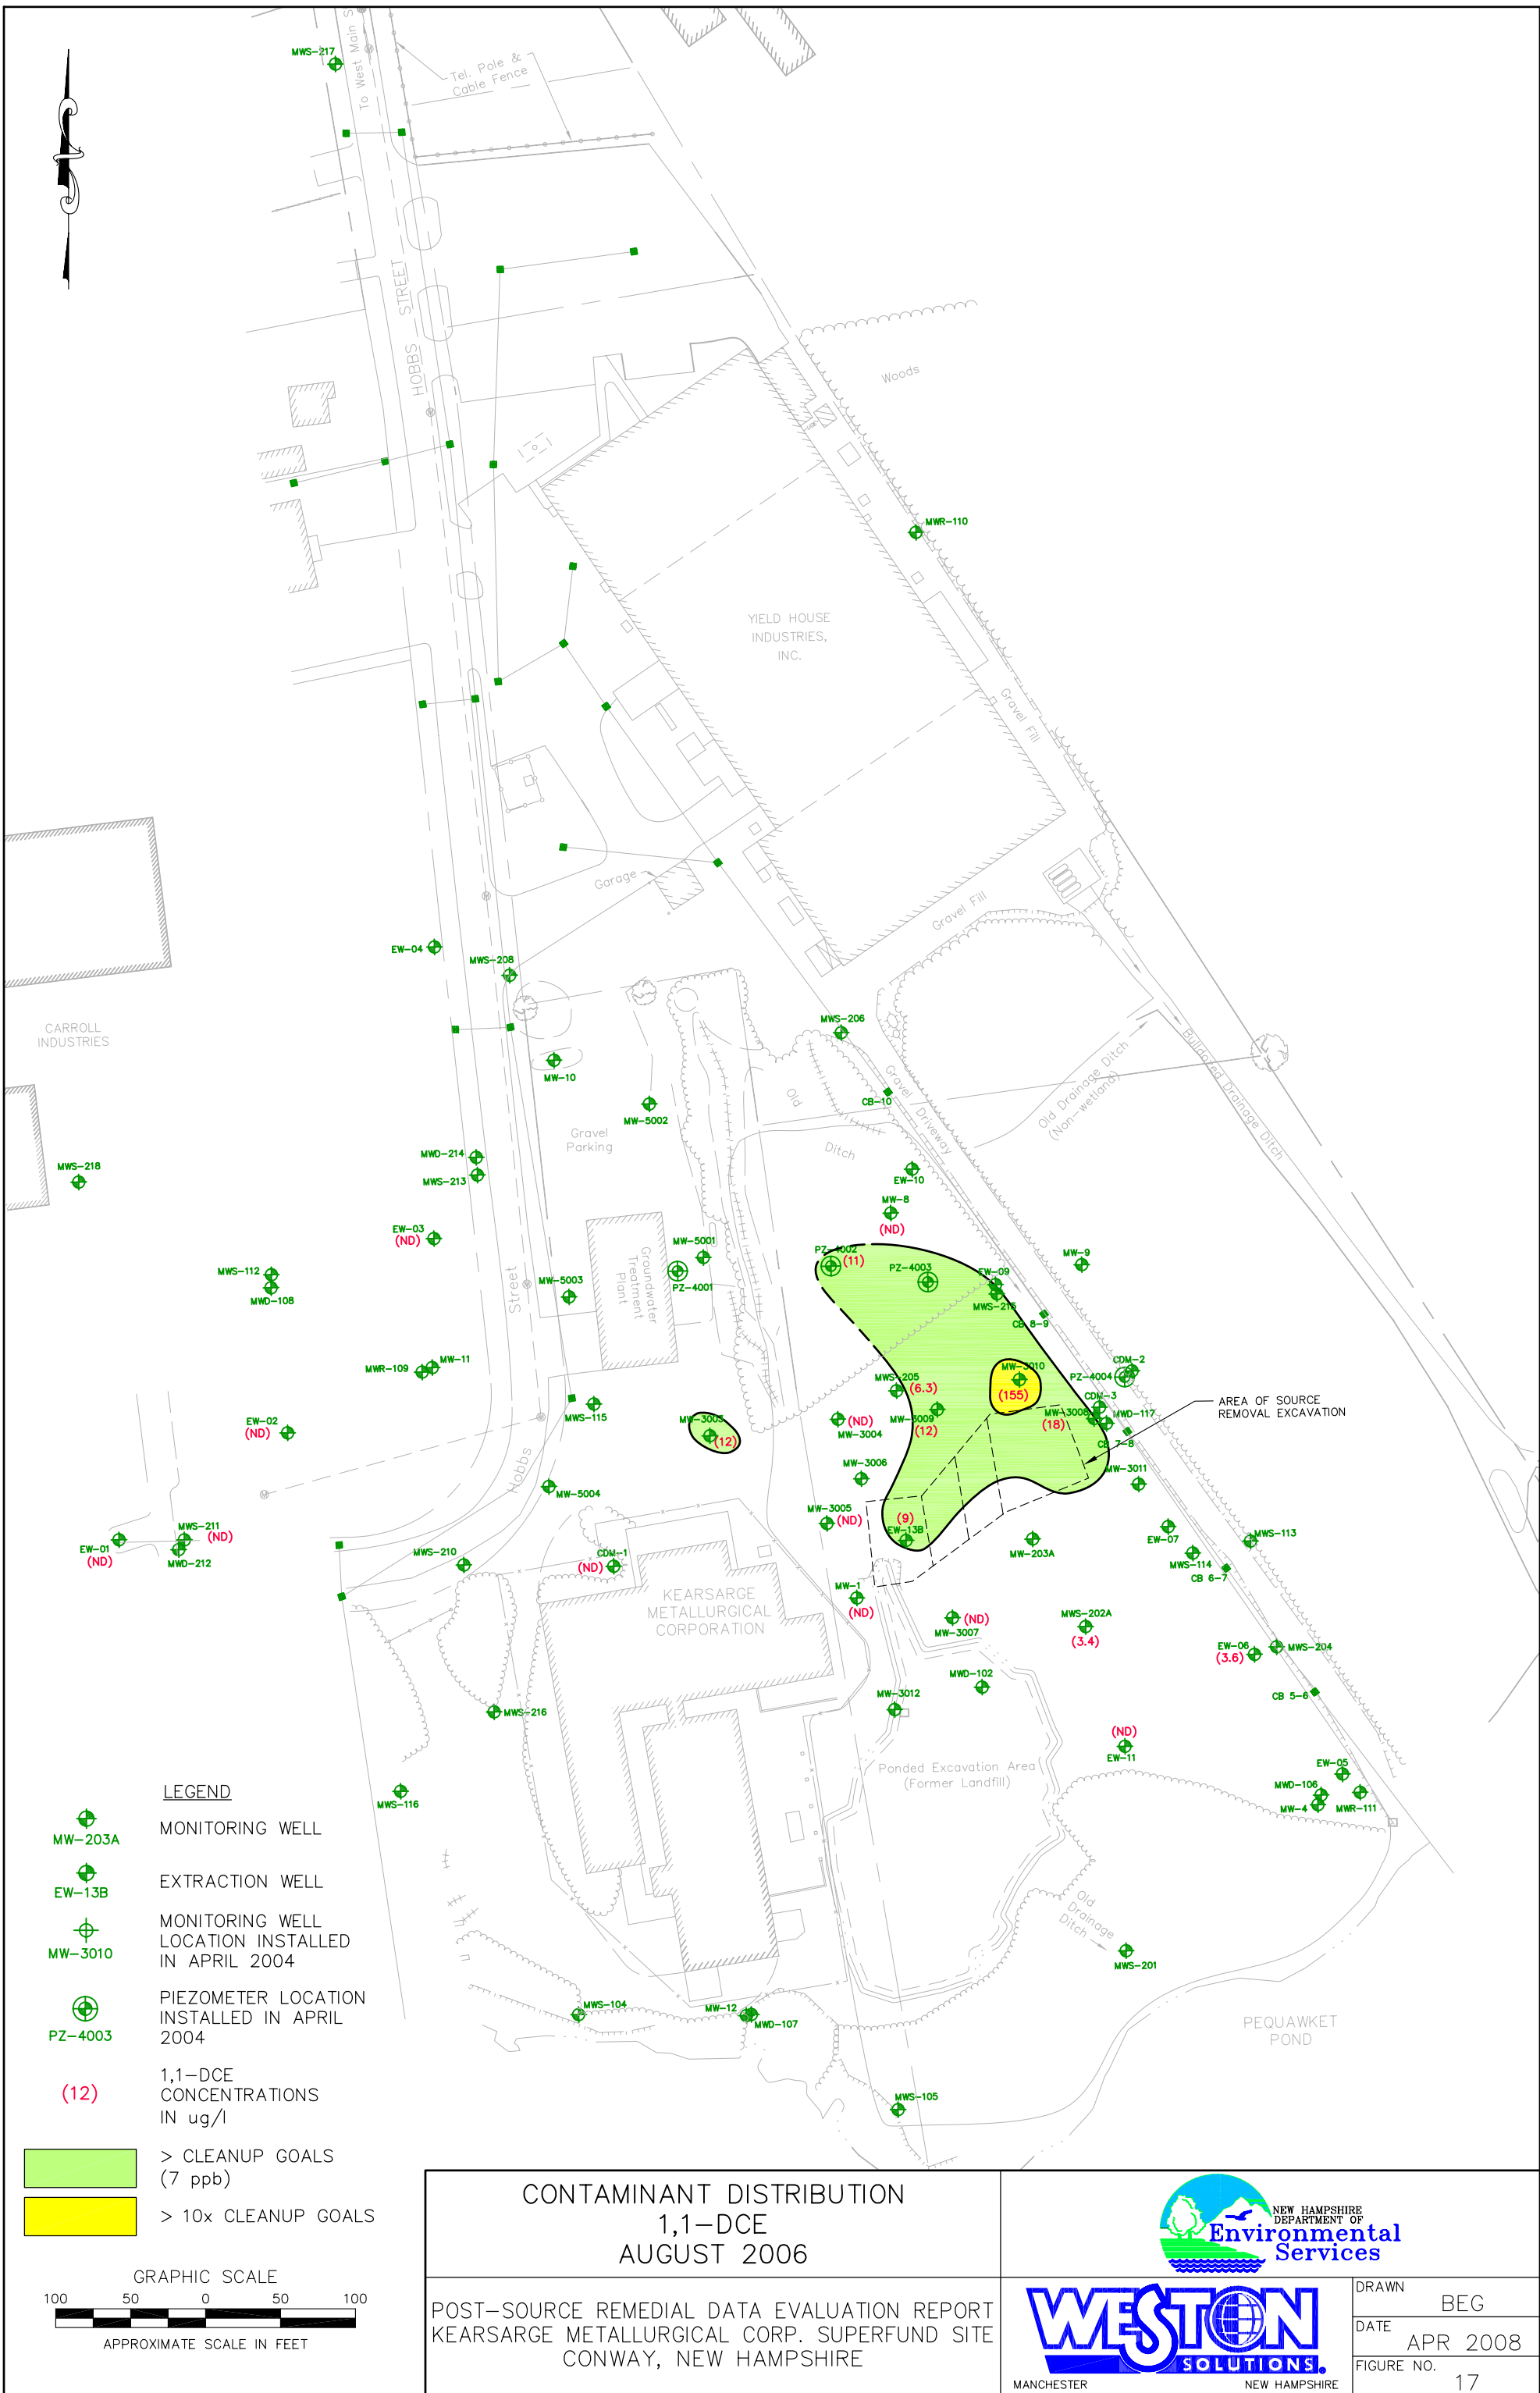 MWS-217
To West Main S
Tel. Pole &
Cable Fence
HOBBS STREET
Woods
MWR-110
YIELD HOUSE
INDUSTRIES,
INC.
Gravel Fill
Garage
Gravel Fill
EW-04
MWS-208
CARROLL
INDUSTRIES
MWS-206
MW-10
CB-10
Old
Ditch
Gravel Driveway
Old Drainage Ditch
(Non-wetland)
Bulldozed Drainage Ditch
MW-5002
Gravel
Parking
MWD-214
MWS-213
MWS-218
EW-10
MW-8
(ND)
EW-03
(ND)
MW-5001
PZ-4001
Groundwater
Treatment
Plant
PZ-4002
(11)
PZ-4003
EW-09
MWS-215
MW-9
MWS-112
MWD-108
MW-5003
Street
CB 8-9
MWR-109
MW-11
MW-3010
(155)
CDM-2
PZ-4004
MWS-205
(6.3)
CDM-3
MW-3008
(18)
MWD-117
CB 7-8
AREA OF SOURCE
REMOVAL EXCAVATION
MWS-115
MW-3003
(12)
(ND)
MW-3004
MW-3009
(12)
EW-02
(ND)
Hobbs
MW-3006
MW-3011
MW-5004
MW-3005
(ND)
(9)
EW-13B
MW-203A
EW-07
MWS-114
MWS-113
CB 6-7
EW-01
(ND)
MWS-211
(ND)
MWD-212
MWS-210
CDM-1
(ND)
KEARSARGE
METALLURGICAL
CORPORATION
MW-1
(ND)
(ND)
MW-3007
MWS-202A
(3.4)
EW-06
(3.6)
MWS-204
MWD-102
CB 5-6
MW-3012
MWS-216
(ND)
EW-11
Ponded Excavation Area
(Former Landfill)
EW-05
MWD-106
MW-4
MWR-111
MWS-116
Old
Drainage
Ditch
MWS-201
MWS-104
MW-12
MWD-107
PEQUAWKET
POND
MWS-105
LEGEND
MW-203A
MONITORING WELL
EW-13B
EXTRACTION WELL
MW-3010
MONITORING WELL
LOCATION INSTALLED
IN APRIL 2004
PZ-4003
PIEZOMETER LOCATION
INSTALLED IN APRIL
2004
(12)
1,1-DCE
CONCENTRATIONS
IN ug/l
> CLEANUP GOALS
(7 ppb)
> 10x CLEANUP GOALS
GRAPHIC SCALE
100 50 0 50 100
APPROXIMATE SCALE IN FEET
CONTAMINANT DISTRIBUTION
1,1-DCE
AUGUST 2006
POST-SOURCE REMEDIAL DATA EVALUATION REPORT
KEARSARGE METALLURGICAL CORP. SUPERFUND SITE
CONWAY, NEW HAMPSHIRE
NEW HAMPSHIRE
DEPARTMENT OF
Environmental
Services
WESTON
SOLUTIONS®
MANCHESTER NEW HAMPSHIRE
DRAWN
BEG
DATE
APR 2008
FIGURE NO.
17